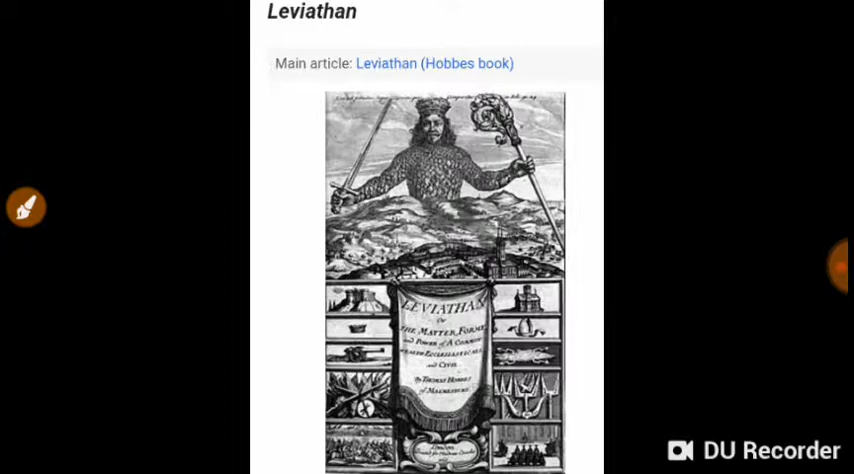 Leviathan
Main article: Leviathan (Hobbes book)
LEVIATHAN
Or
THE MATTER, FORME
and POWER of A COMMON
WEALTH ECCLESIASTICALL
and CIVIL
By THOMAS HOBBES
of MALMESBURY
London
DU Recorder